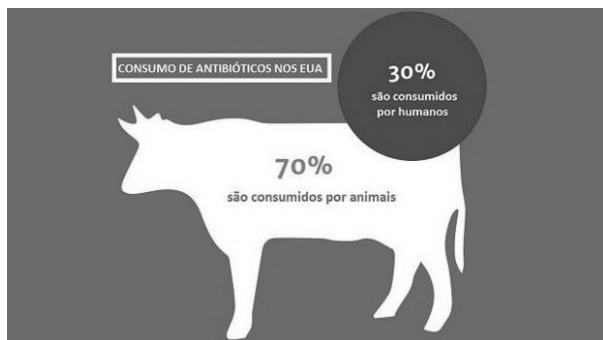 CONSUMO DE ANTIBIÓTICOS NOS EUA
30%
são consumidos
por humanos
70%
são consumidos por animais